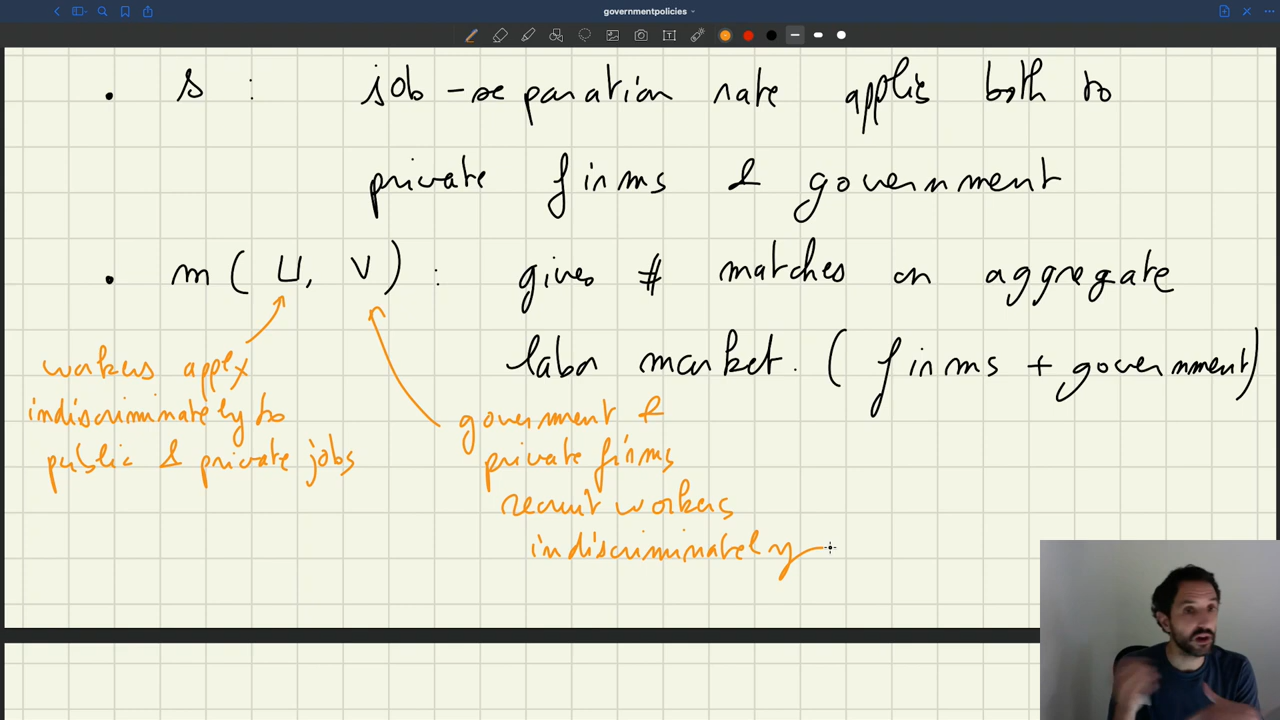 governmentpolicies
• s : job-separation rate applies both to
private firms & government
• m ( U, V ) : gives # matches on aggregate
labor market. ( firms + government )
workers apply
indiscriminately to
public & private jobs
government &
private firms
recruit workers
indiscriminately